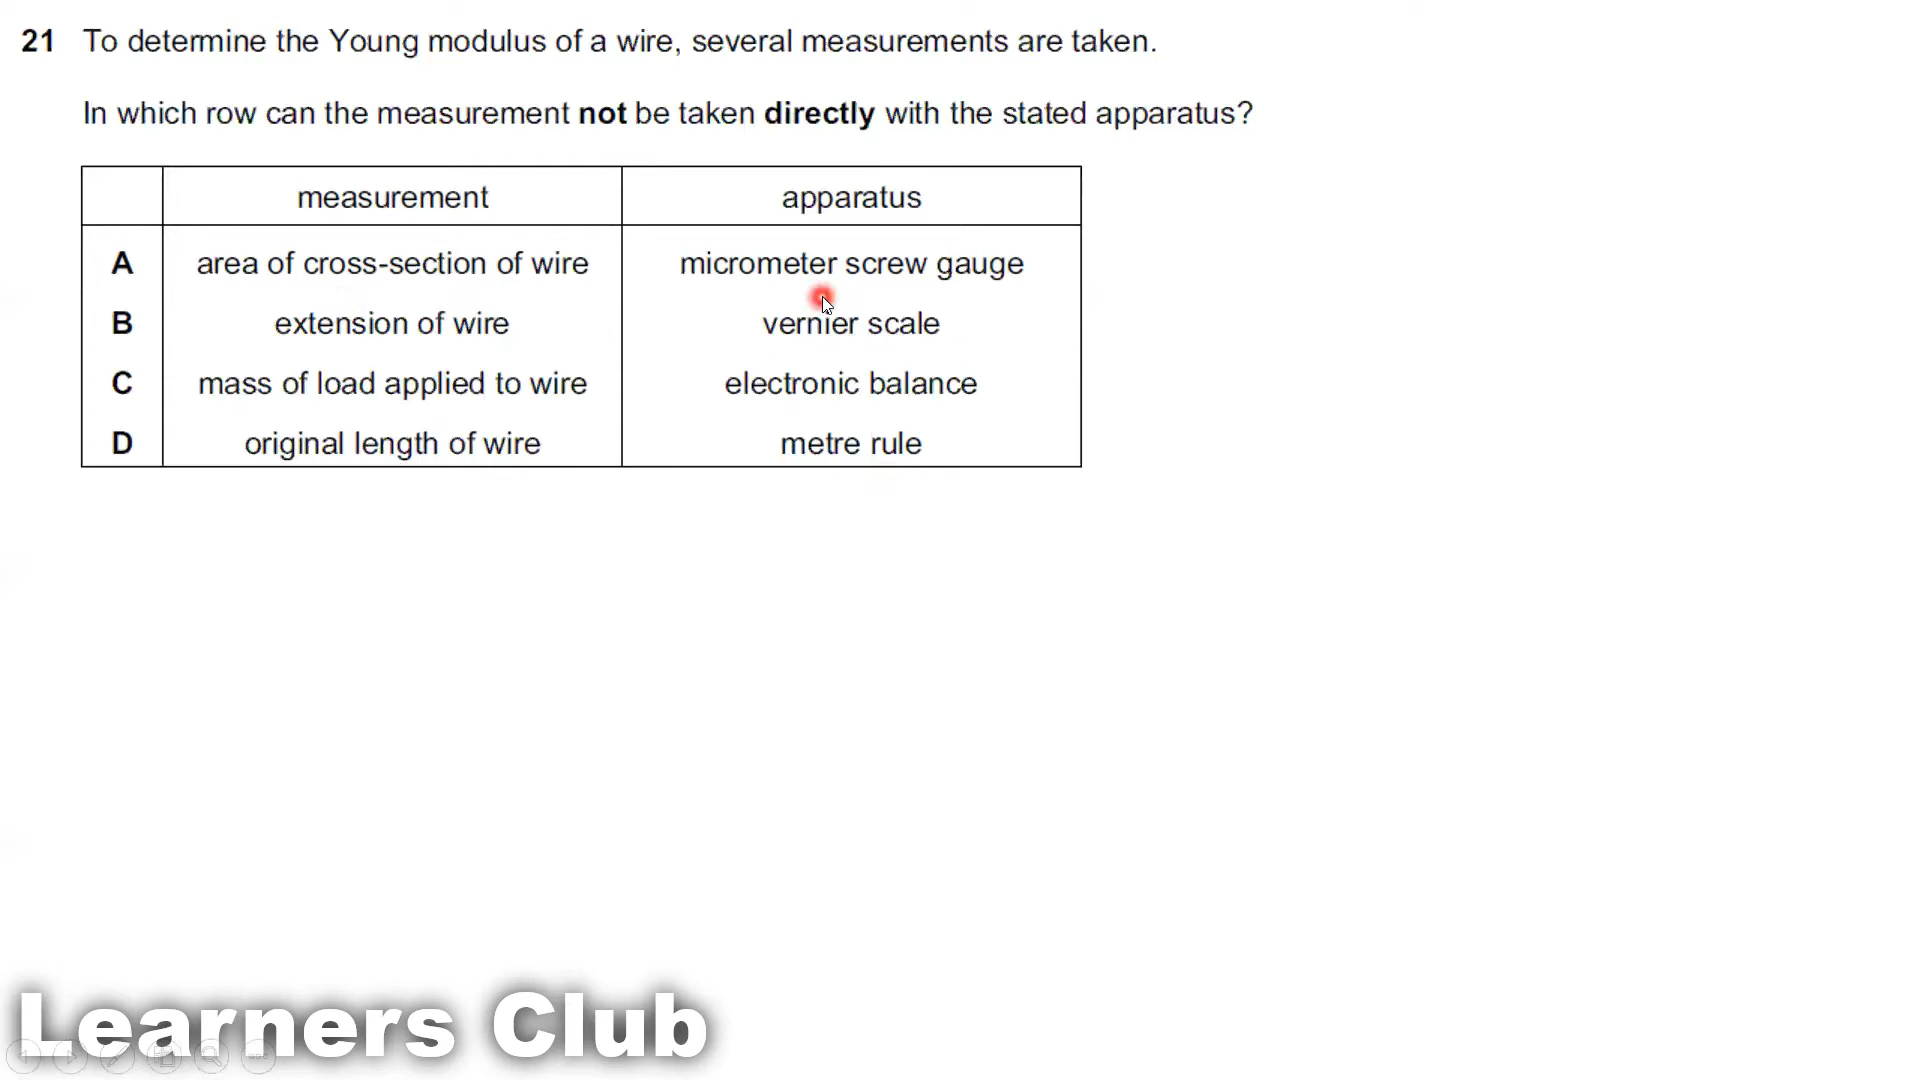 21 To determine the Young modulus of a wire, several measurements are taken.
In which row can the measurement not be taken directly with the stated apparatus?
measurement apparatus
A area of cross-section of wire micrometer screw gauge
B extension of wire vernier scale
C mass of load applied to wire electronic balance
D original length of wire metre rule
Learners Club